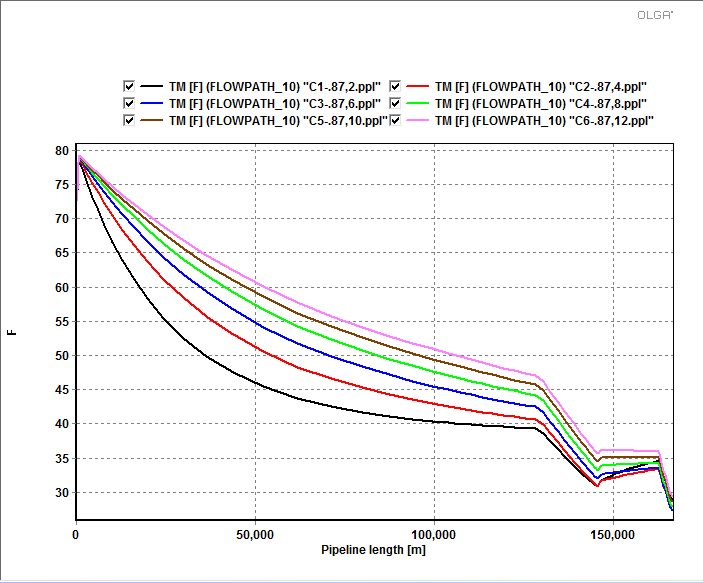 OLGA
TM [F] (FLOWPATH_10) "C1-.87,2.ppl" TM [F] (FLOWPATH_10) "C2-.87,4.ppl"
TM [F] (FLOWPATH_10) "C3-.87,6.ppl" TM [F] (FLOWPATH_10) "C4-.87,8.ppl"
TM [F] (FLOWPATH_10) "C5-.87,10.ppl" TM [F] (FLOWPATH_10) "C6-.87,12.ppl"
80
75
70
65
60
55
50
45
40
35
30
F
0 50,000 100,000 150,000
Pipeline length [m]